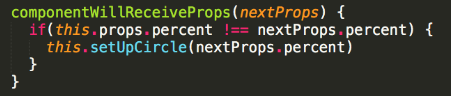 componentWillReceiveProps(nextProps) {
  if(this.props.percent !== nextProps.percent) {
    this.setUpCircle(nextProps.percent)
  }
}